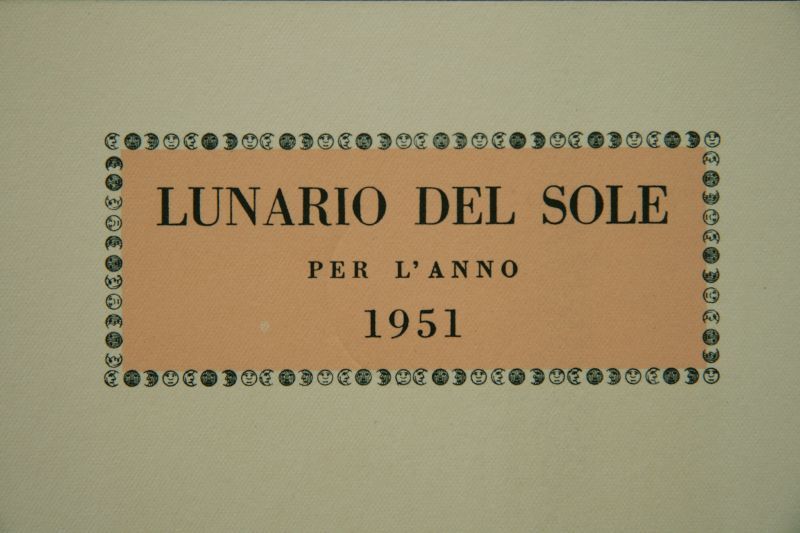 LUNARIO DEL SOLE
PER L'ANNO
1951